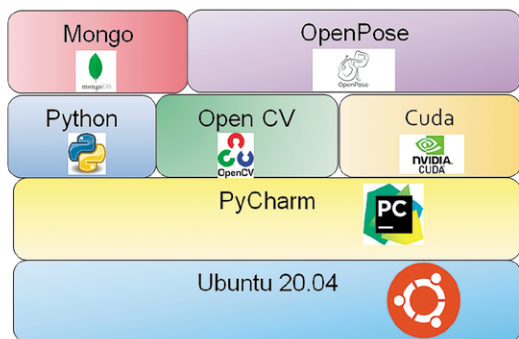 Mongo
mongoDB
OpenPose
OpenPose
Python
Open CV
OpenCV
Cuda
NVIDIA.
CUDA
PyCharm
PC
Ubuntu 20.04